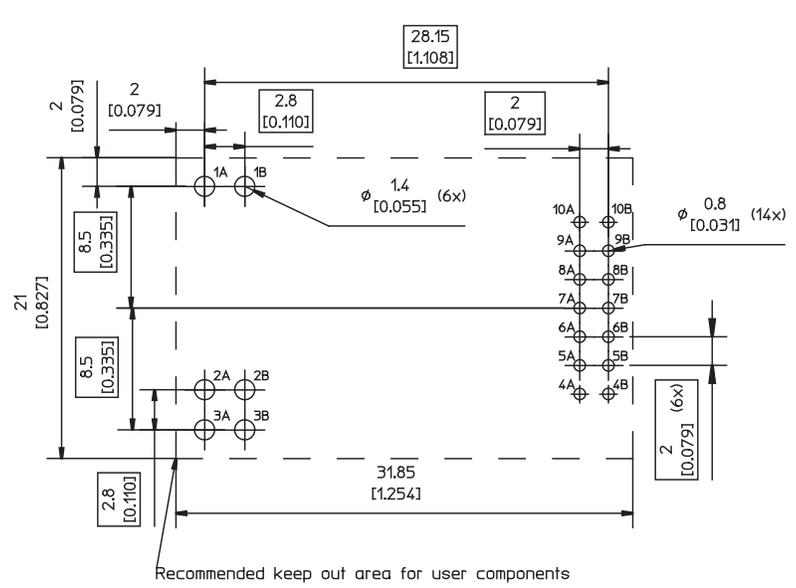 28.15
[1.108]
2
[0.079]
2
[0.079]
2.8
[0.110]
2
[0.079]
1A
1B
ø 1.4 (6x)
[0.055]
ø 0.8 (14x)
[0.031]
10A
10B
9A
9B
8A
8B
7A
7B
6A
6B
5A
5B
4A
4B
8.5
[0.335]
21
[0.827]
8.5
[0.335]
2A
2B
3A
3B
2 (6x)
[0.079]
2.8
[0.110]
31.85
[1.254]
Recommended keep out area for user components